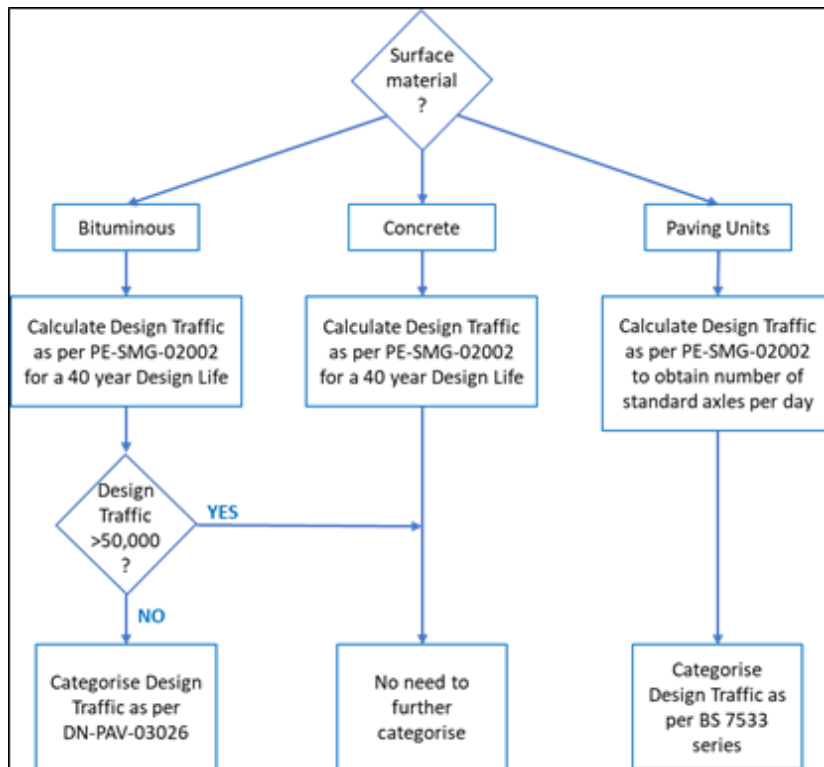 Surface
material
?
Bituminous
Concrete
Paving Units
Calculate Design Traffic
as per PE-SMG-02002
for a 40 year Design Life
Calculate Design Traffic
as per PE-SMG-02002
for a 40 year Design Life
Calculate Design Traffic
as per PE-SMG-02002
to obtain number of
standard axles per day
Design
Traffic
>50,000
?
YES
NO
Categorise Design
Traffic as per
DN-PAV-03026
No need to
further
categorise
Categorise
Design Traffic as
per BS 7533
series